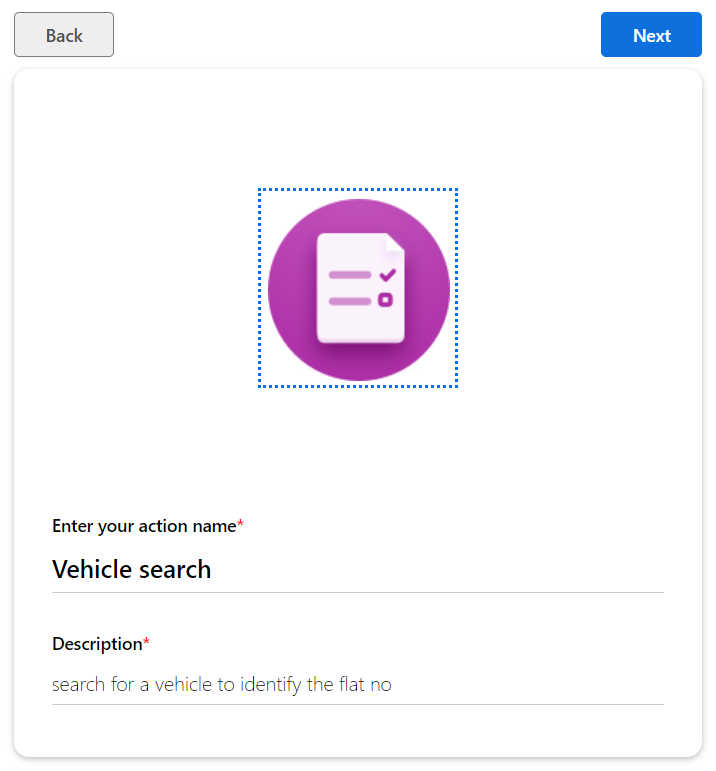 Back
Next
Enter your action name*
Vehicle search
Description*
search for a vehicle to identify the flat no